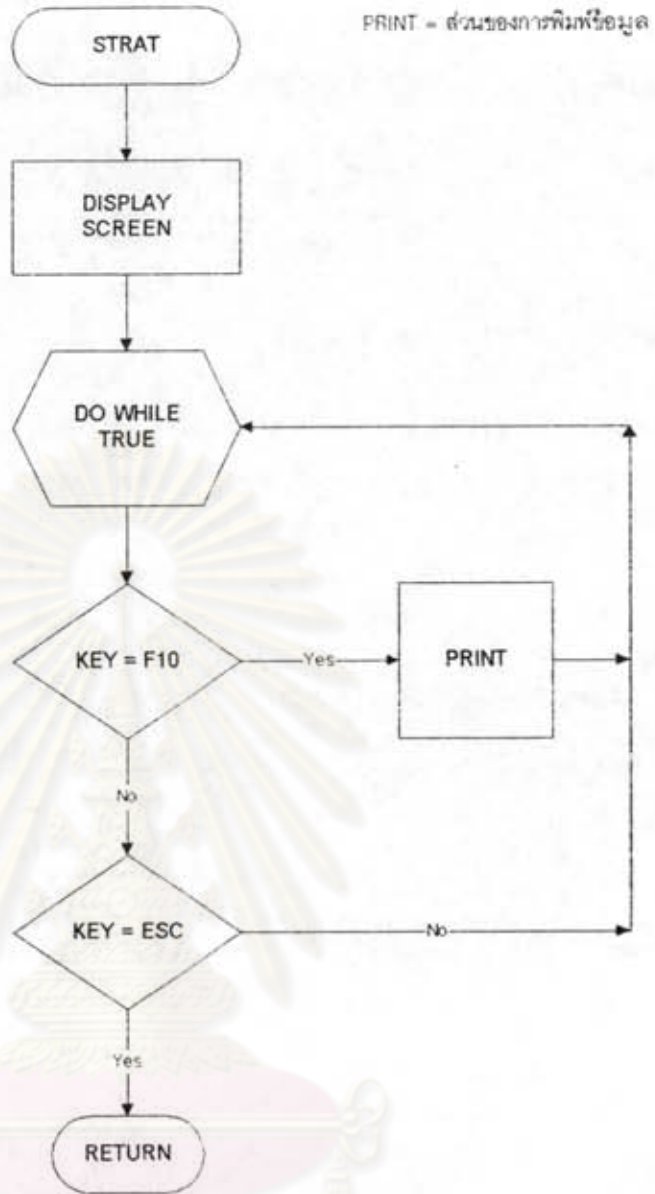 PRINT = ส่วนของการพิมพ์ข้อมูล
STRAT
DISPLAY
SCREEN
DO WHILE
TRUE
KEY = F10
Yes
PRINT
No
KEY = ESC
No
Yes
RETURN